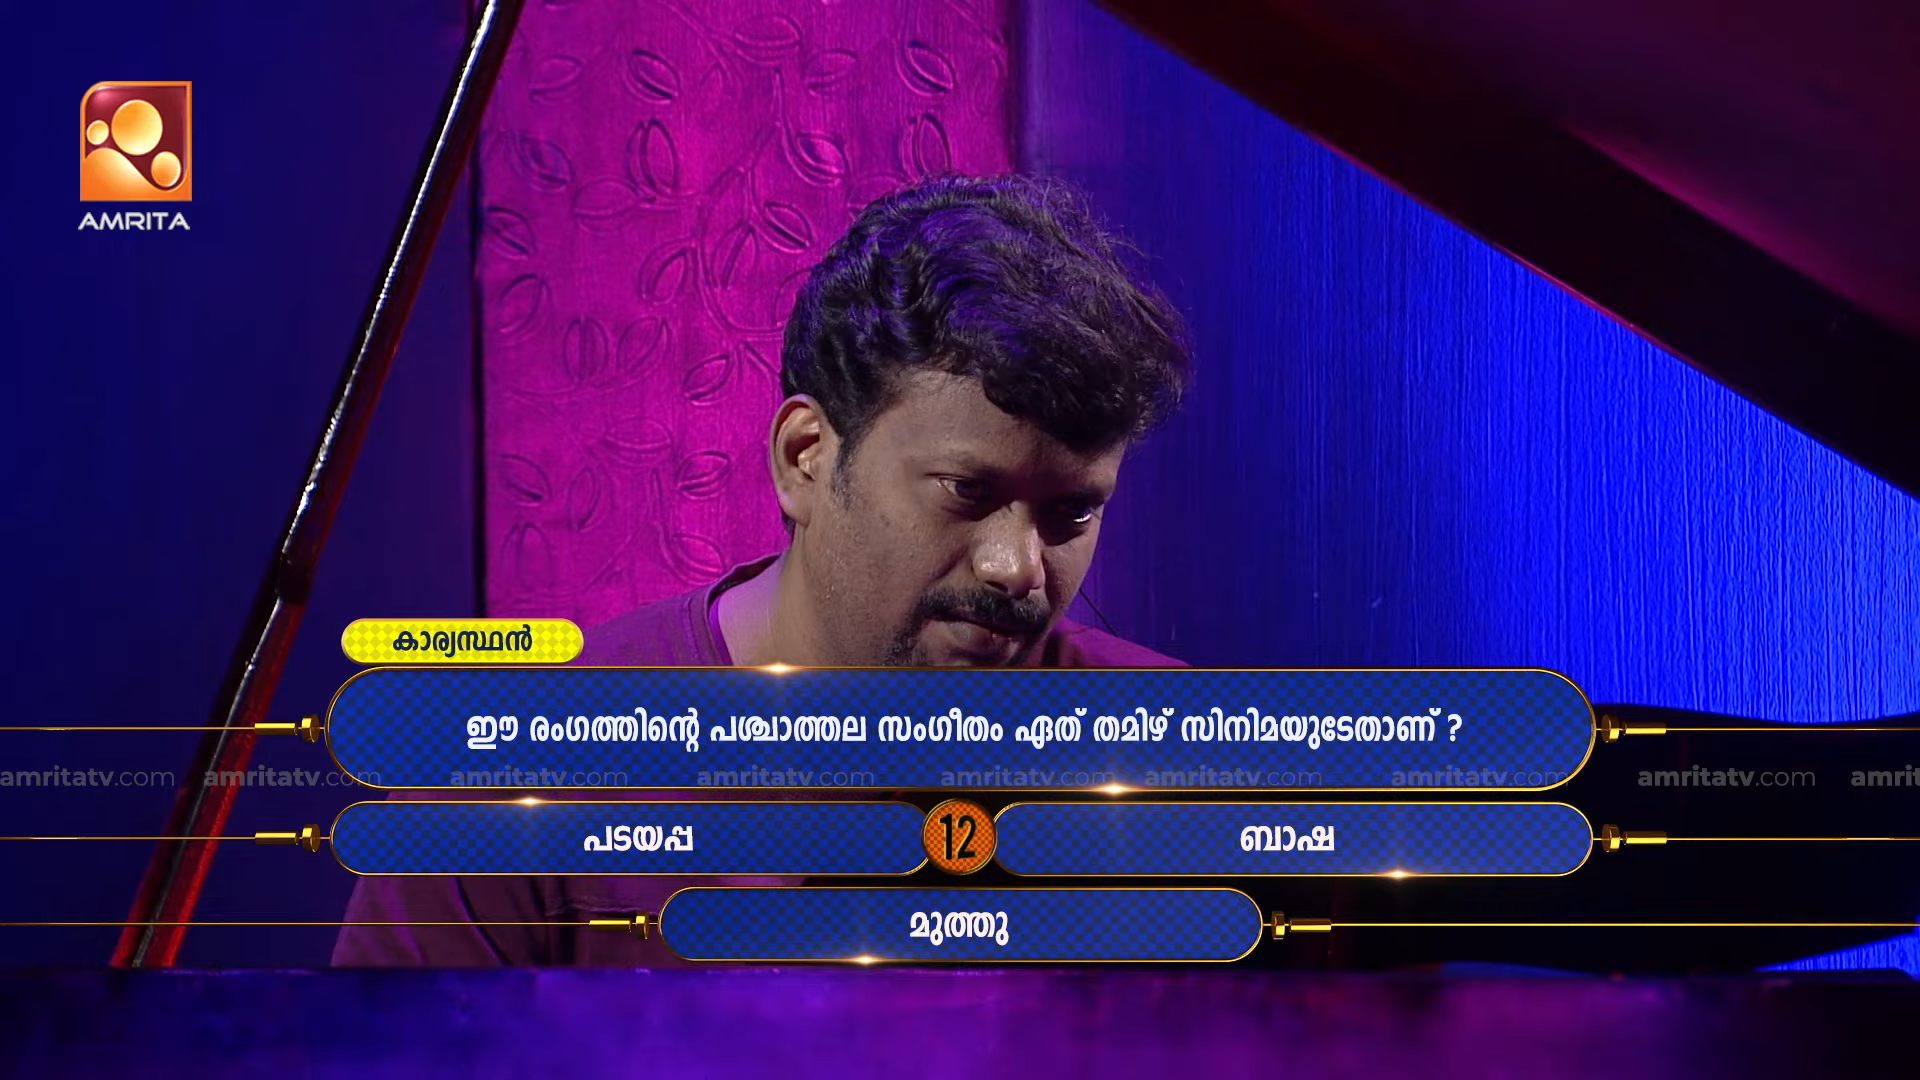 AMRITA
കാര്യസ്ഥൻ
ഈ രംഗത്തിന്റെ പശ്ചാത്തല സംഗീതം ഏത് തമിഴ് സിനിമയുടേതാണ് ?
amritatv.com amritatv.com amritatv.com amritatv.com amritatv.com amritatv.com amritatv.com amritatv.com amrita
പടയപ്പ
12
ബാഷ
മുത്തു